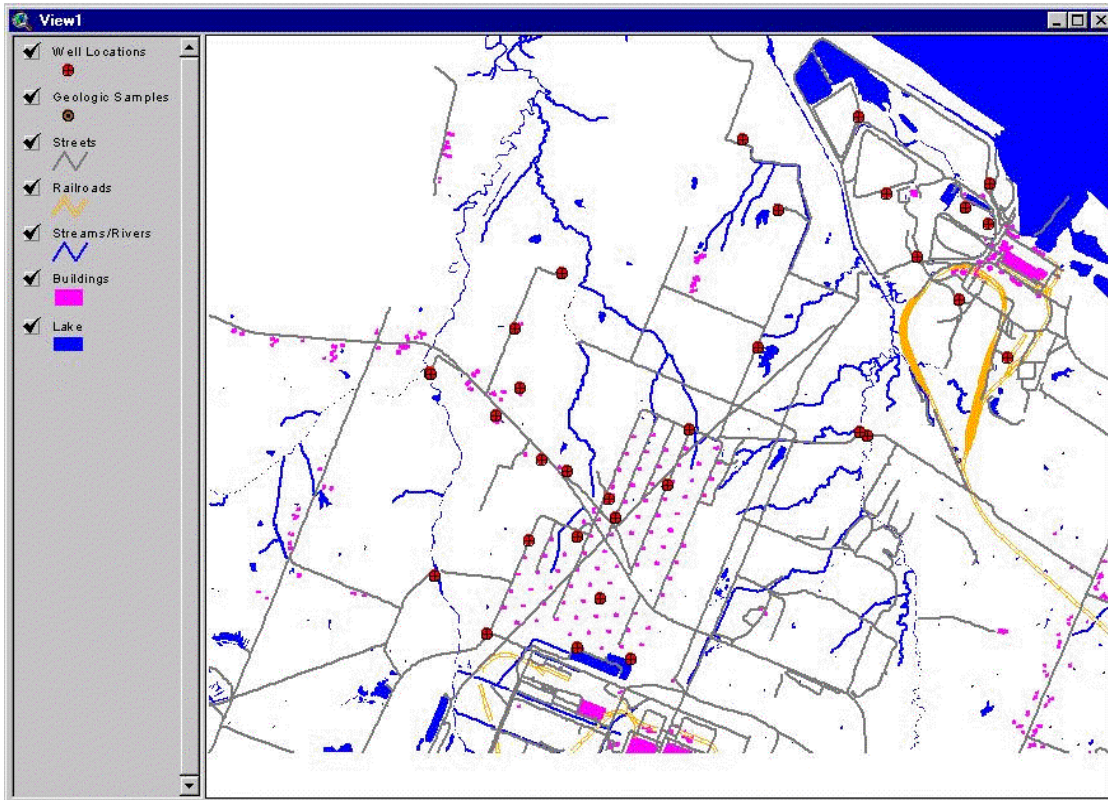 View1
Well Locations
Geologic Samples
Streets
Railroads
Streams/Rivers
Buildings
Lake